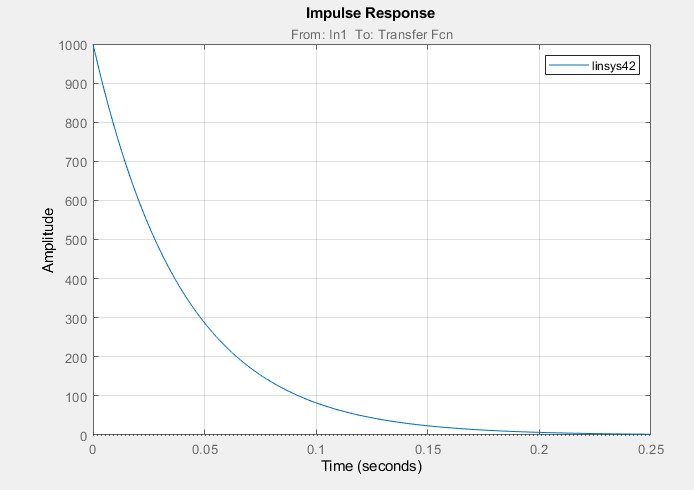 Impulse Response
From: In1 To: Transfer Fcn
1000
900
800
700
600
500
400
300
200
100
0
Amplitude
linsys42
0 0.05 0.1 0.15 0.2 0.25
Time (seconds)